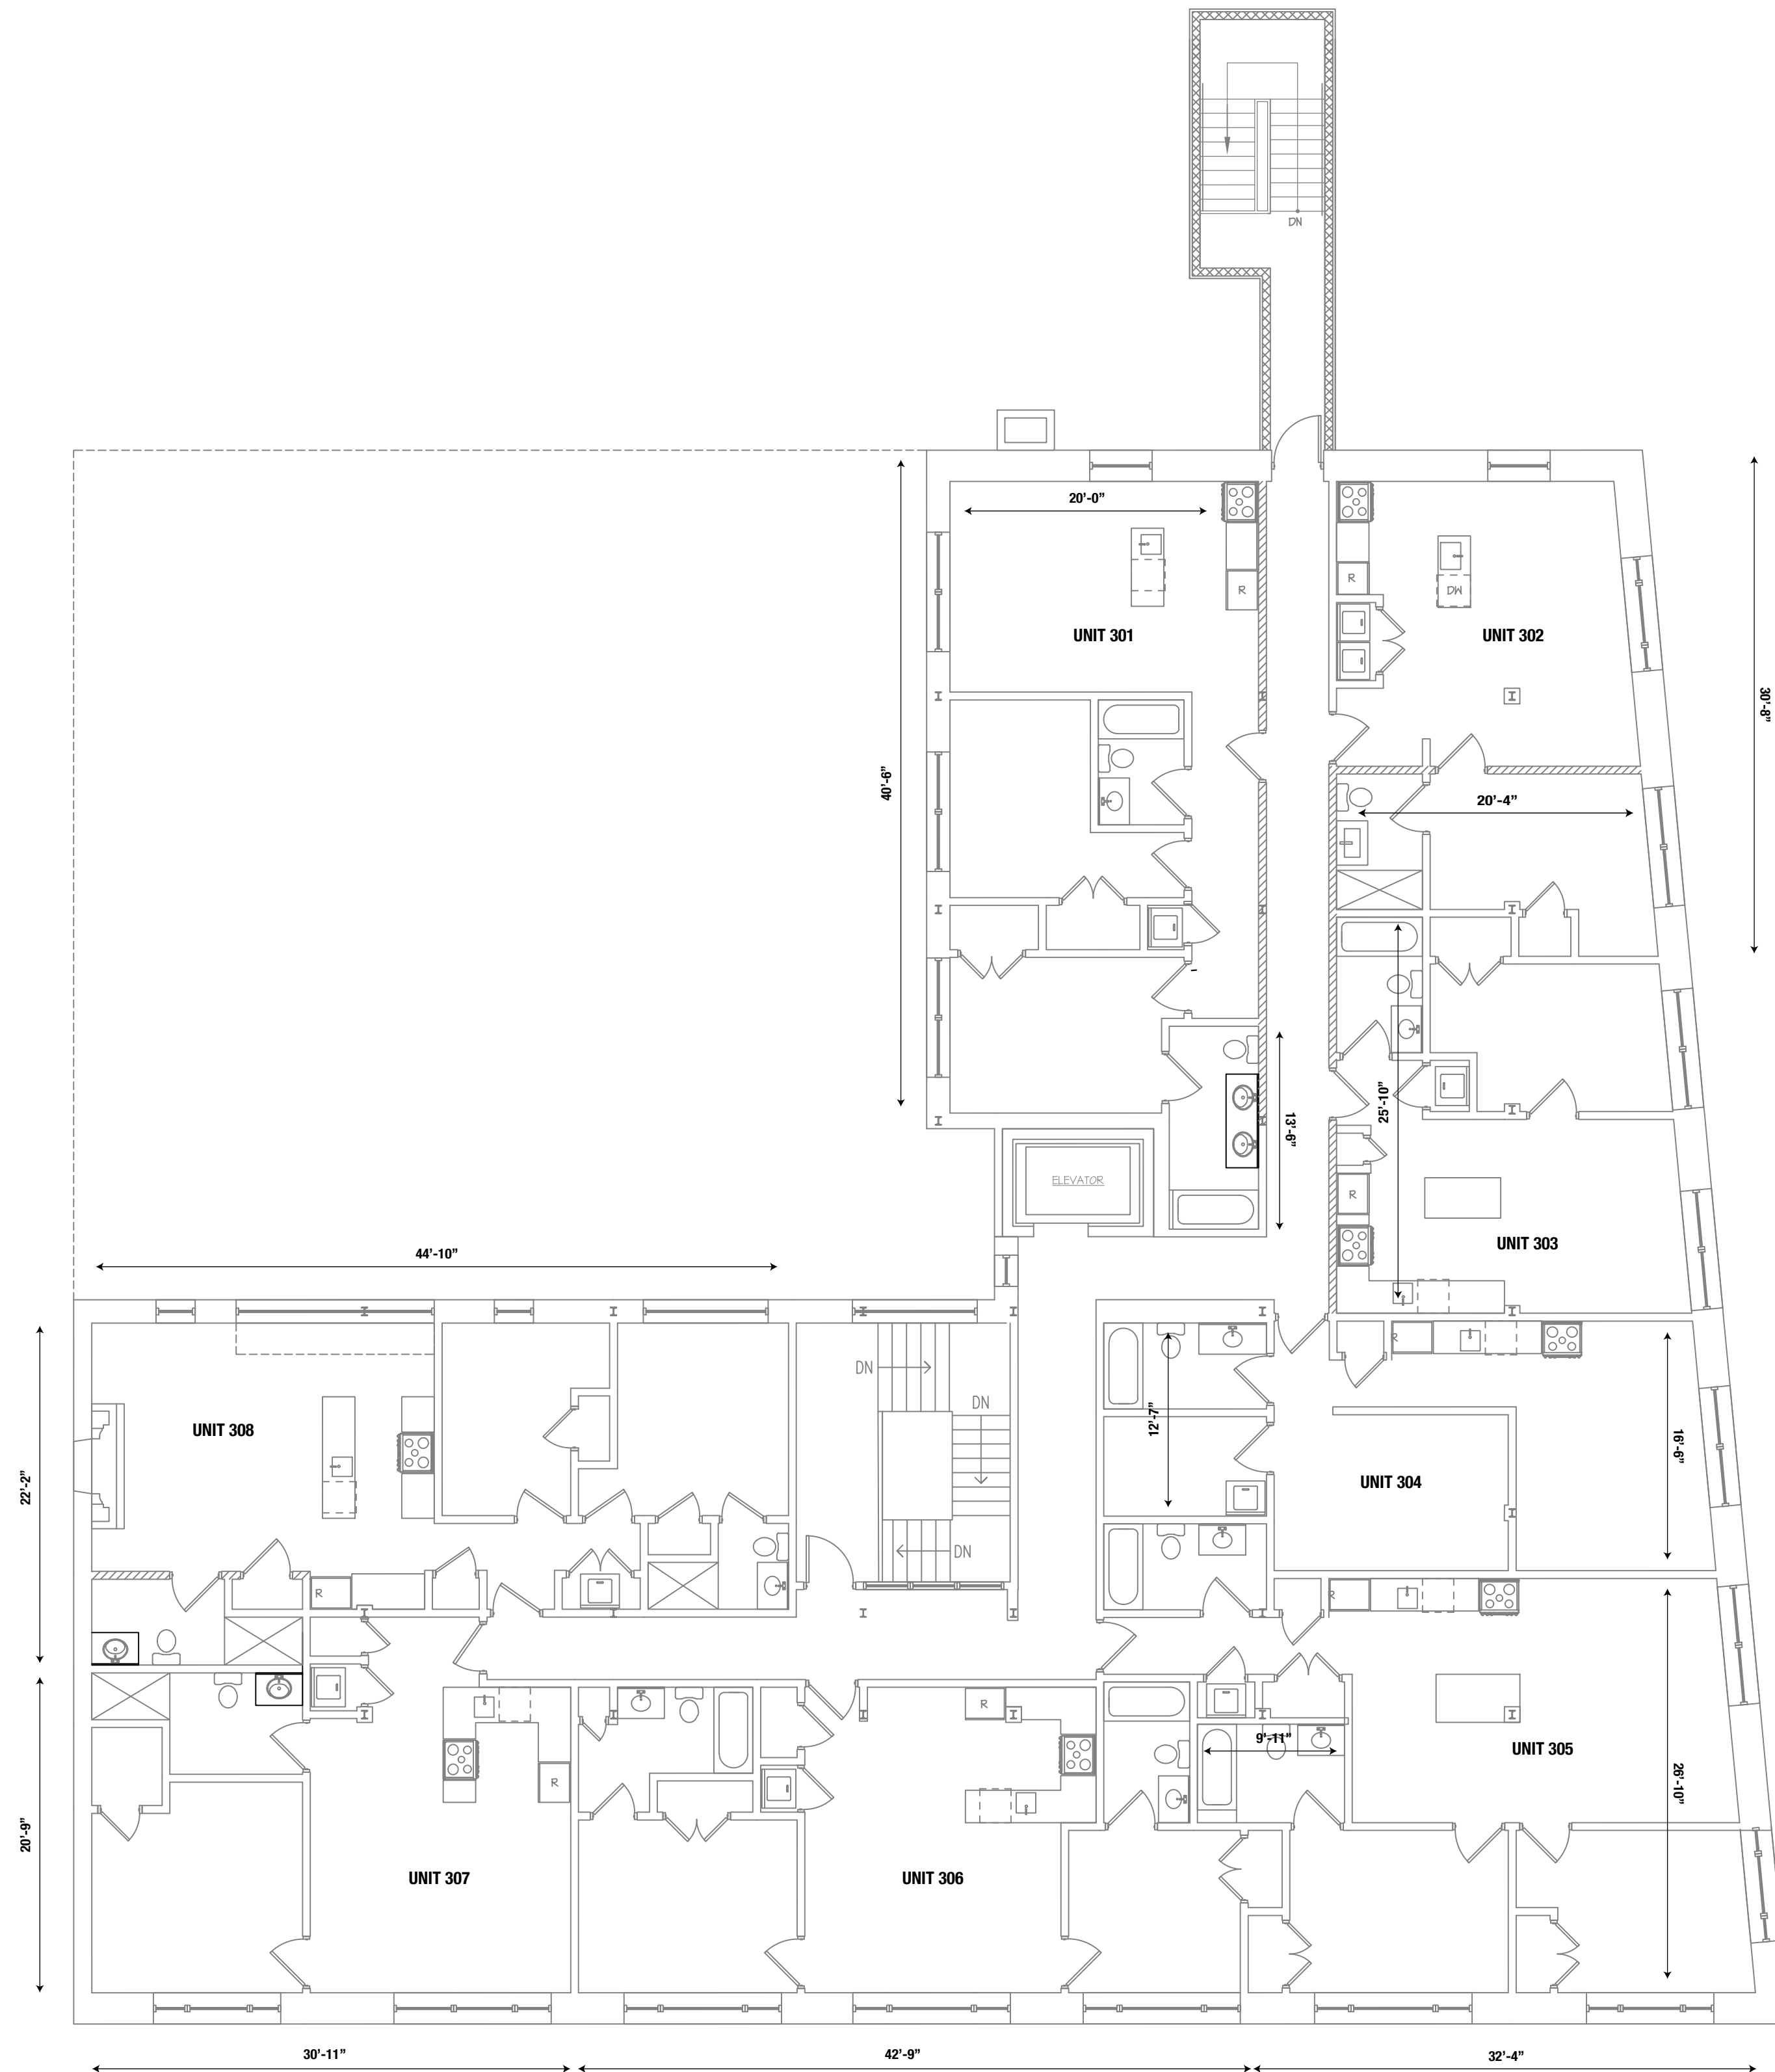 DN
20’-0”
R
R
DW
UNIT 301
UNIT 302
30’-8”
40’-6”
20’-4”
25’-10”
13’-6”
ELEVATOR
R
UNIT 303
44’-10”
R
DN
DN
12’-7”
16’-6”
UNIT 308
UNIT 304
22’-2”
DN
R
R
R
9’-11”
UNIT 305
R
26’-10”
20’-9”
UNIT 307
UNIT 306
30’-11”
42’-9”
32’-4”